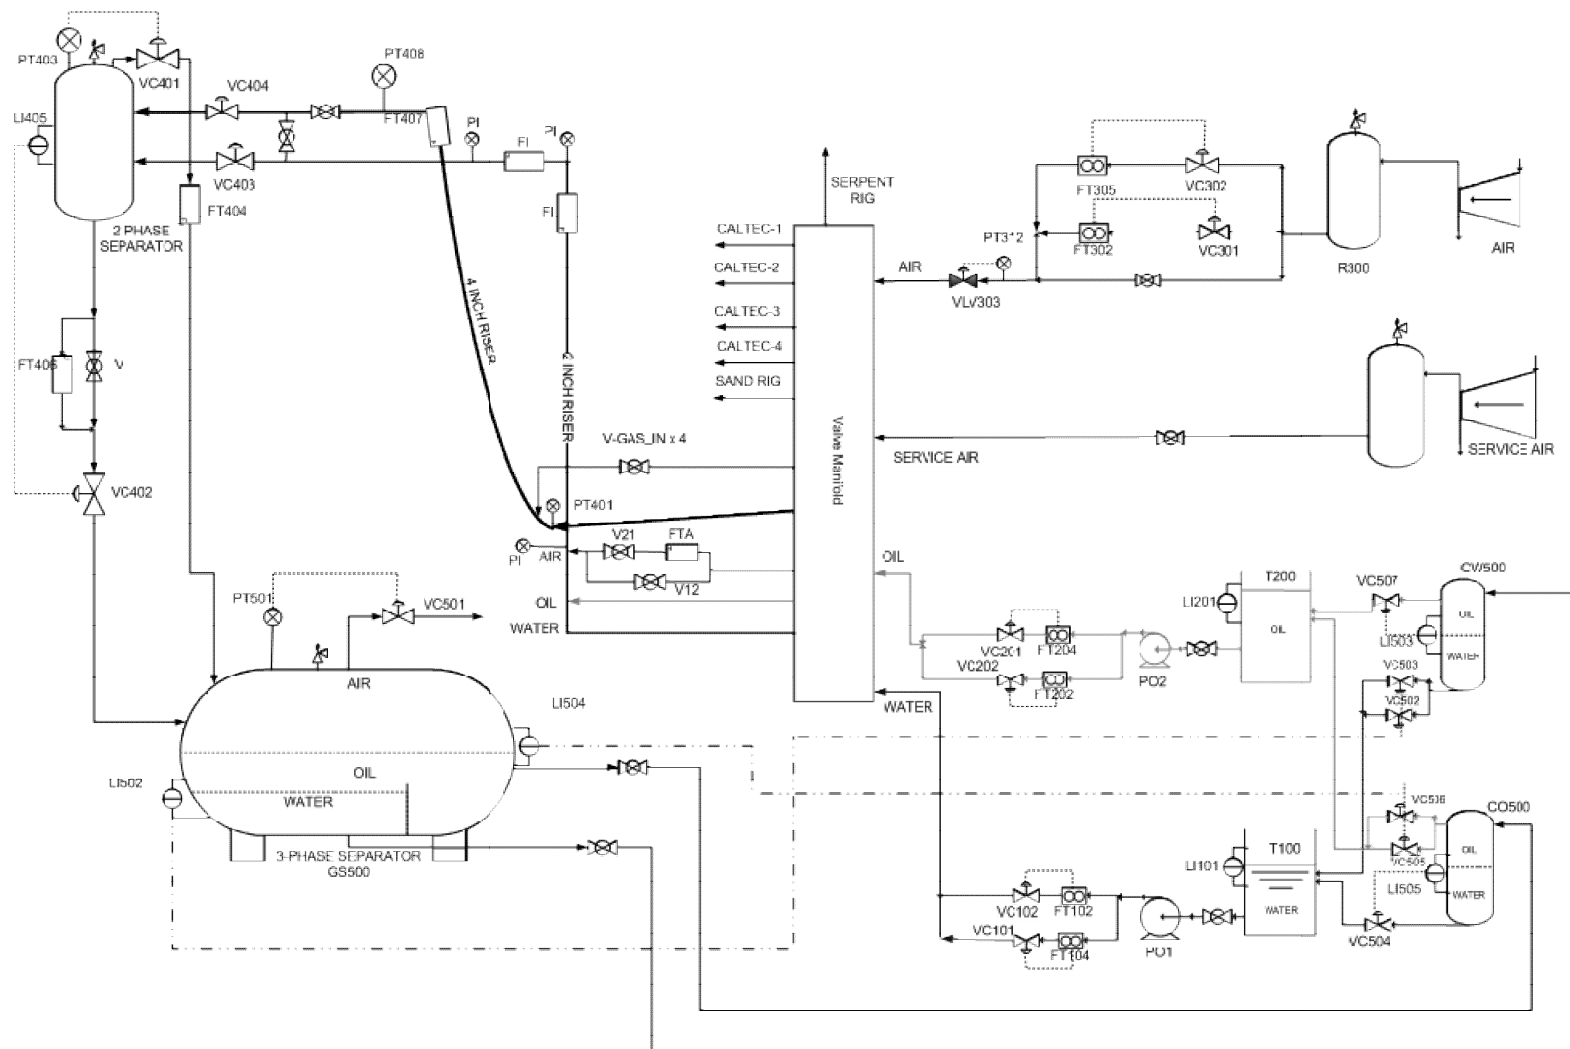 PT403
VC401
VC404
PT408
FT407
LI405
PI
PI
FI
VC403
FT404
FI
2 PHASE
SEPARATOR
4 INCH RISER
2 INCH RISER
FT406
V
VC402
SERPENT
RIG
CALTEC-1
CALTEC-2
CALTEC-3
CALTEC-4
SAND RIG
Valve Manifold
V-GAS_IN x 4
PT401
V21
FTA
PI
AIR
V12
OIL
WATER
FT305
VC302
FT302
VC301
PT312
AIR
VLV303
R300
AIR
SERVICE AIR
SERVICE AIR
OIL
T200
LI201
OIL
VC507
CV500
OIL
LI503
WATER
VC201
FT204
VC202
FT202
PO2
VC503
VC502
WATER
PT501
VC501
AIR
LI504
OIL
LI502
WATER
3-PHASE SEPARATOR
GS500
VC506
CO500
VC505
OIL
LI505
WATER
VC504
T100
LI101
WATER
VC102
FT102
VC101
FT104
PO1